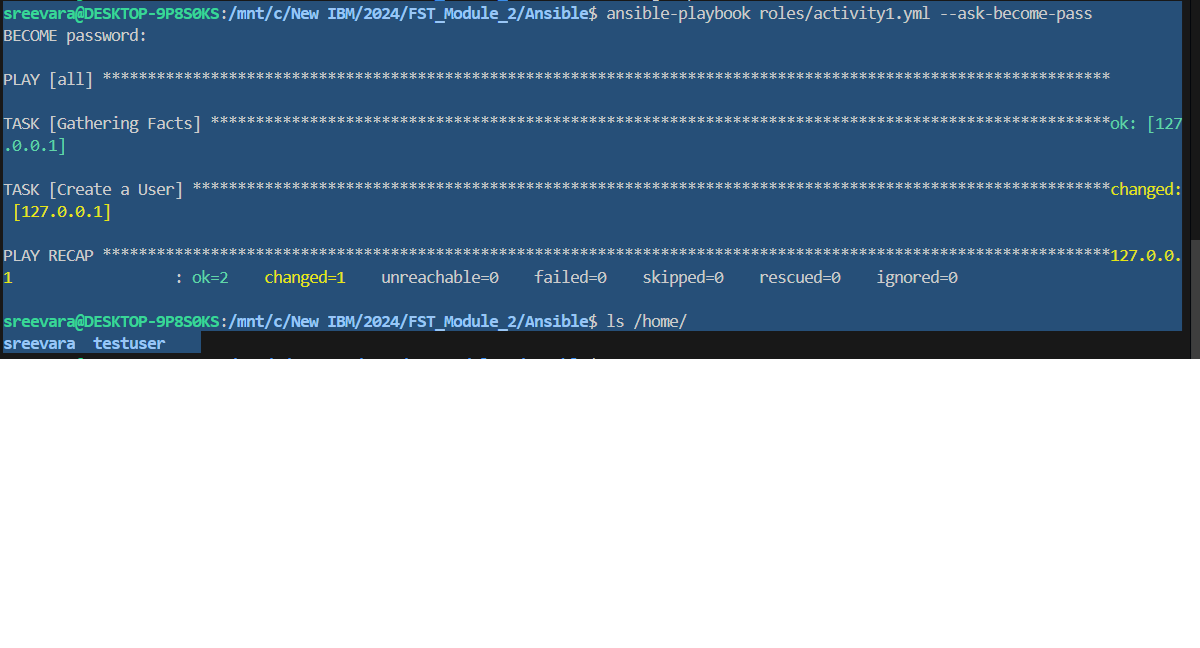 sreevara@DESKTOP-9P8S0KS:/mnt/c/New IBM/2024/FST_Module_2/Ansible$ ansible-playbook roles/activity1.yml --ask-become-pass
BECOME password:
PLAY [all] ****************************************************************************************************************
TASK [Gathering Facts] ****************************************************************************************************ok: [127
.0.0.1]
TASK [Create a User] ******************************************************************************************************changed:
[127.0.0.1]
PLAY RECAP ****************************************************************************************************************127.0.0.
1                  : ok=2    changed=1    unreachable=0    failed=0    skipped=0    rescued=0    ignored=0
sreevara@DESKTOP-9P8S0KS:/mnt/c/New IBM/2024/FST_Module_2/Ansible$ ls /home/
sreevara  testuser